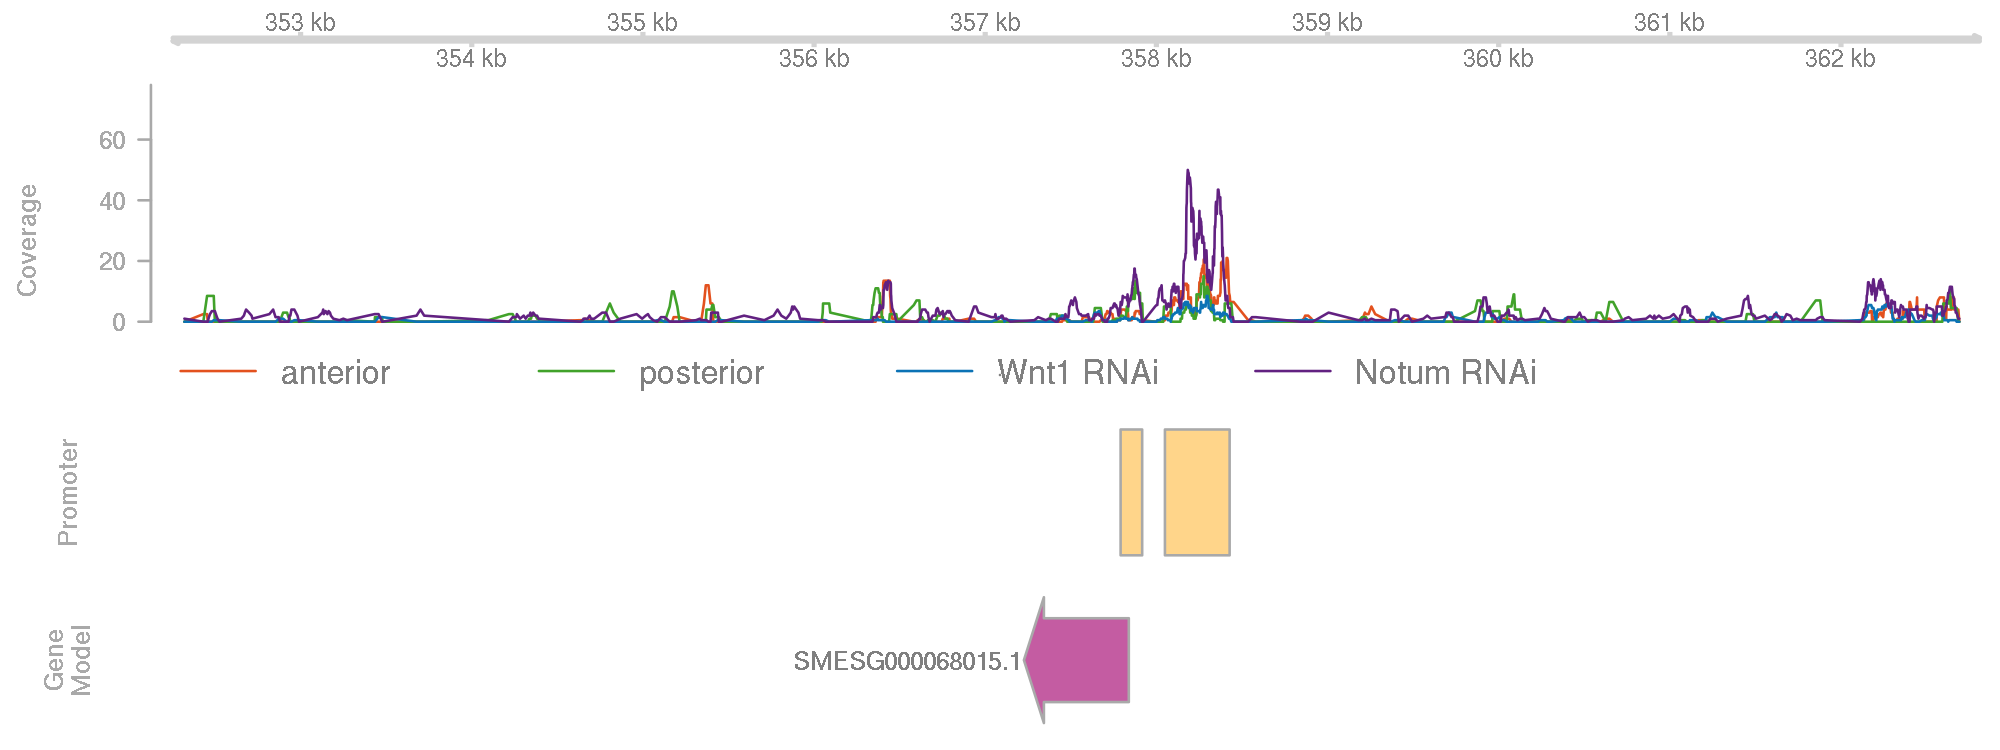 353 kb 355 kb 357 kb 359 kb 361 kb
354 kb 356 kb 358 kb 360 kb 362 kb
Coverage
60
40
20
0
anterior posterior Wnt1 RNAi Notum RNAi
Promoter
Gene
Model
SMESG000068015.1